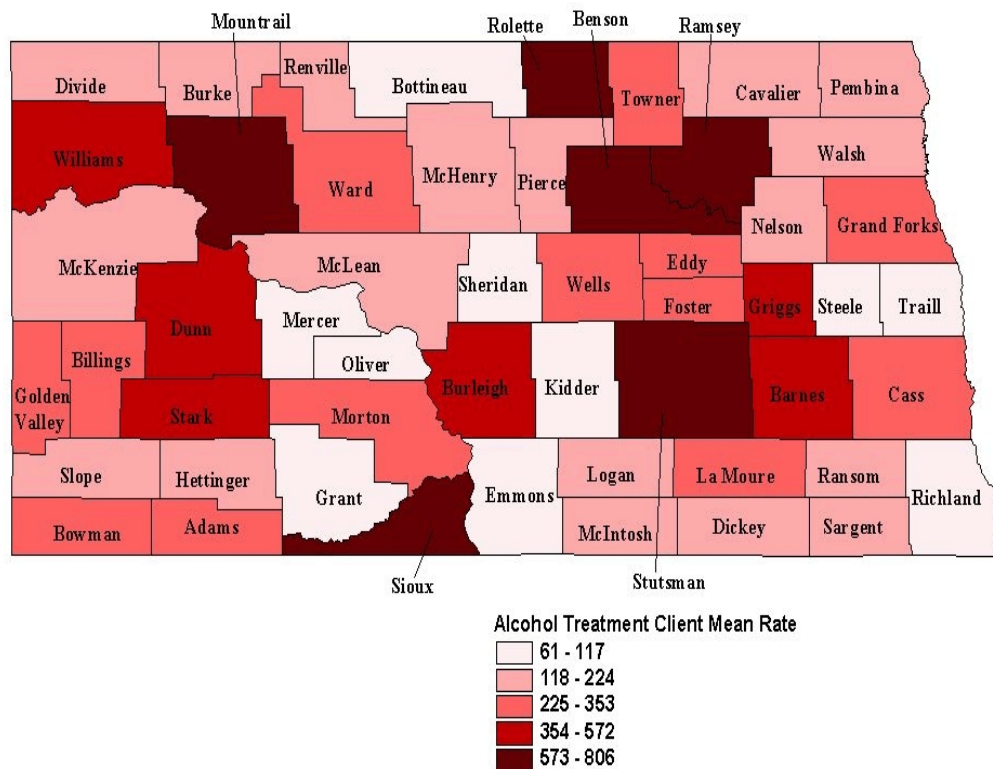 Mountrail
Rolette
Benson
Ramsey
Divide
Burke
Renville
Bottineau
Towner
Cavalier
Pembina
Williams
Ward
McHenry
Pierce
Walsh
Nelson
Grand Forks
McKenzie
McLean
Sheridan
Wells
Eddy
Foster
Griggs
Steele
Traill
Dunn
Mercer
Oliver
Golden
Valley
Billings
Stark
Morton
Burleigh
Kidder
Barnes
Cass
Slope
Hettinger
Grant
Emmons
Logan
La Moure
Ransom
Richland
Bowman
Adams
McIntosh
Dickey
Sargent
Sioux
Stutsman
Alcohol Treatment Client Mean Rate
61 - 117
118 - 224
225 - 353
354 - 572
573 - 806